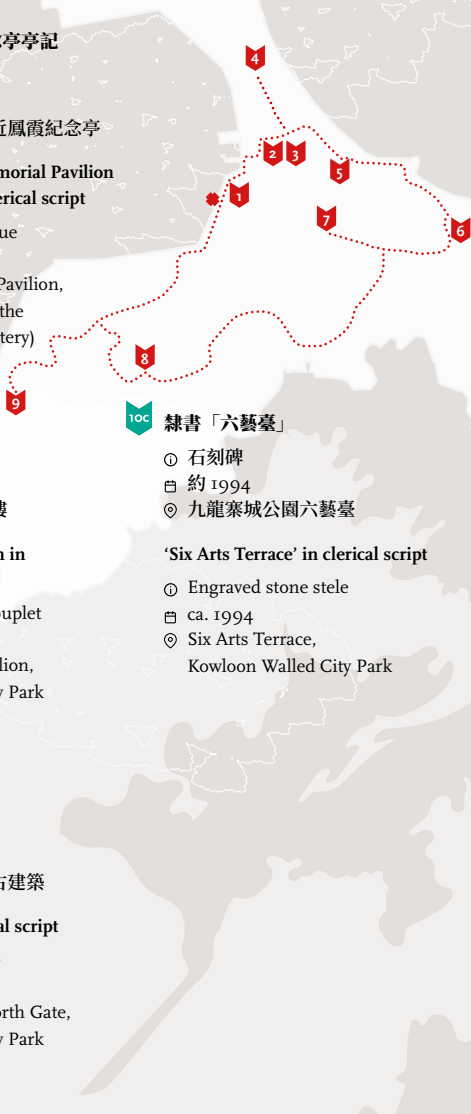 亭亭記
鳳霞紀念亭
morial Pavilion
erical script
ue
Pavilion,
the
tery)
4
2
3
1
5
7
6
8
9
10C
隸書「六藝臺」
石刻碑
約 1994
九龍寨城公園六藝臺
‘Six Arts Terrace’ in clerical script
Engraved stone stele
ca. 1994
Six Arts Terrace,
Kowloon Walled City Park
n in
ouplet
lion,
y Park
古建築
al script
orth Gate,
y Park